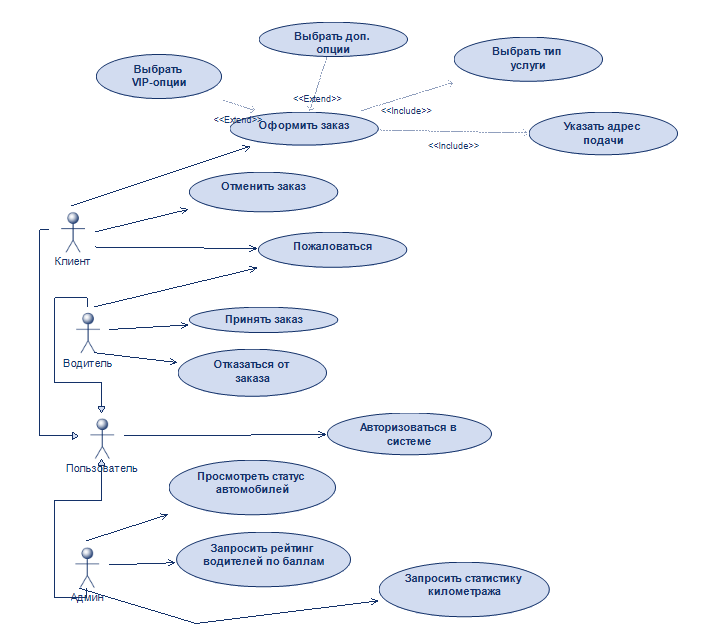 Выбрать доп.
опции
Выбрать
VIP-опции
Выбрать тип
услуги
<<Extend>>
<<Include>>
<<Extend>>
Оформить заказ
Указать адрес
подачи
<<Include>>
Отменить заказ
Клиент
Пожаловаться
Принять заказ
Водитель
Отказаться от
заказа
Авторизоваться в
системе
Пользователь
Просмотреть статус
автомобилей
Запросить рейтинг
водителей по баллам
Админ
Запросить статистику
километража